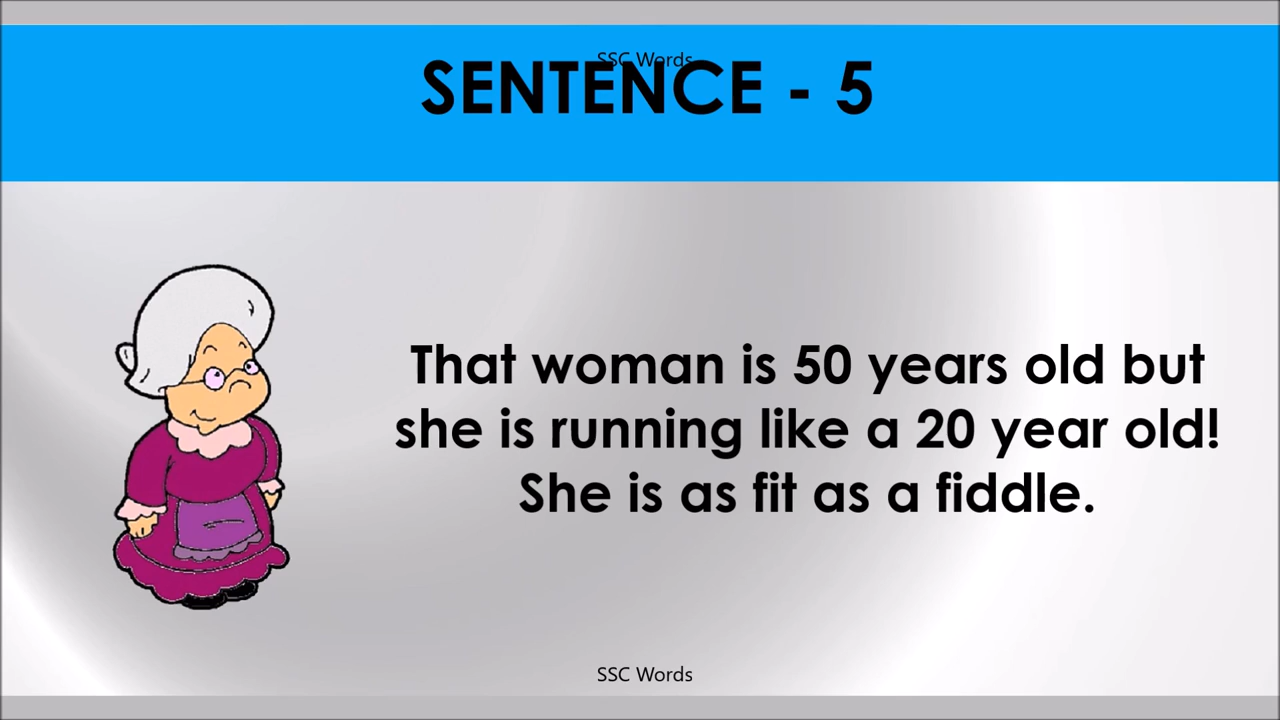 SSC Words
SENTENCE - 5
That woman is 50 years old but
she is running like a 20 year old!
She is as fit as a fiddle.
SSC Words